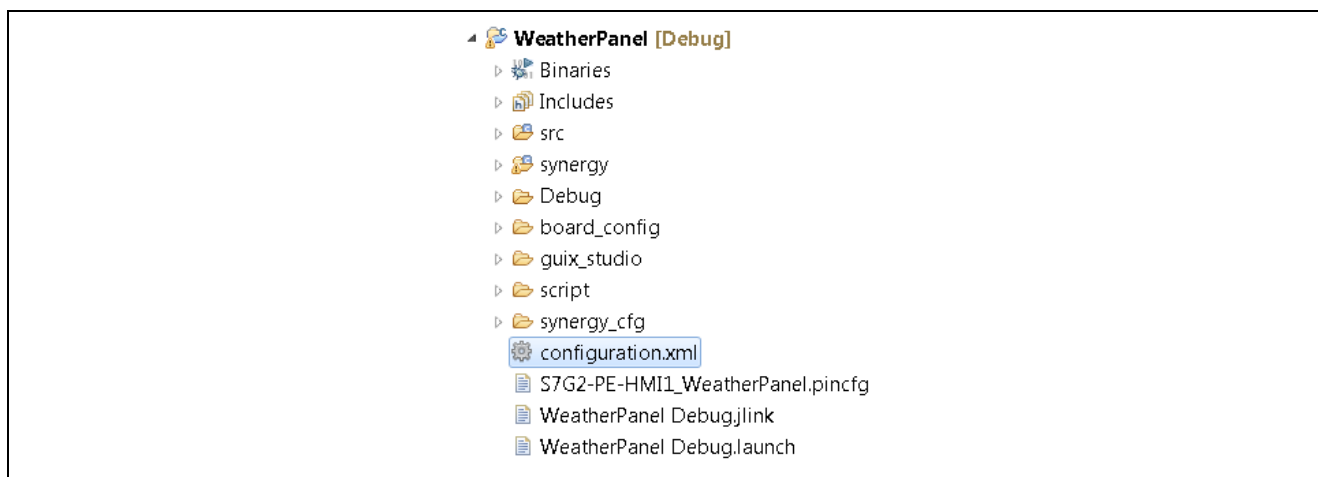 WeatherPanel [Debug]
Binaries
Includes
src
synergy
Debug
board_config
guix_studio
script
synergy_cfg
configuration.xml
S7G2-PE-HMI1_WeatherPanel.pincfg
WeatherPanel Debug.jlink
WeatherPanel Debug.launch